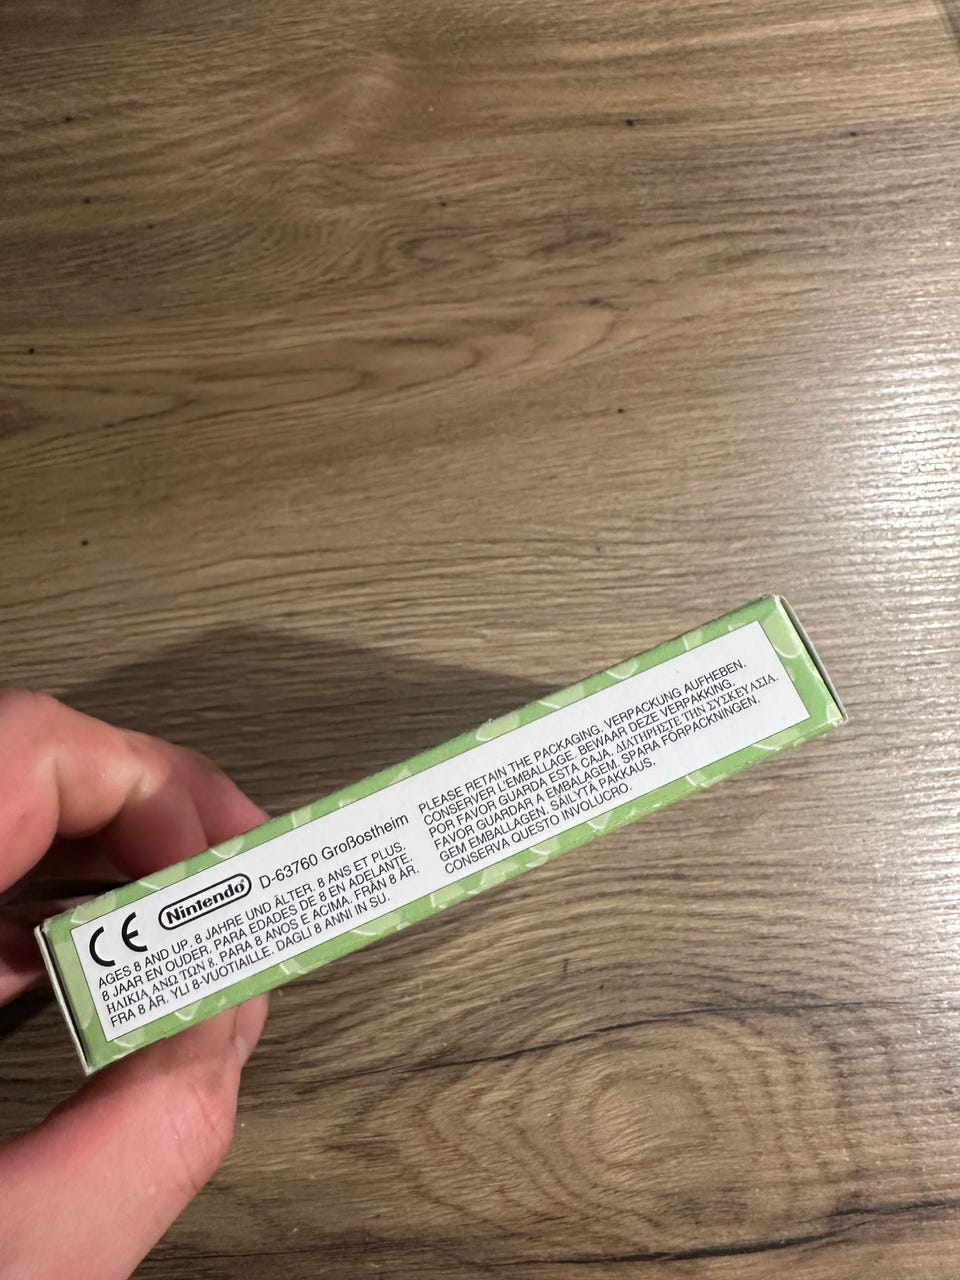 CE Nintendo D-63760 Großostheim
AGES 8 AND UP. 8 JAHRE UND ÄLTER. 8 ANS ET PLUS.
8 JAAR EN OUDER. PARA EDADES DE 8 EN ADELANTE.
ΗΛΙΚΙΑ ΑΝΩ ΤΩΝ 8. PARA 8 ANOS E ACIMA. FRÅN 8 ÅR.
FRA 8 ÅR. YLI 8-VUOTIAILLE. DAGLI 8 ANNI IN SU.
PLEASE RETAIN THE PACKAGING. VERPACKUNG AUFHEBEN.
CONSERVER L'EMBALLAGE. BEWAAR DEZE VERPAKKING.
POR FAVOR GUARDA ESTA CAJA. ΔΙΑΤΗΡΗΣΤΕ ΤΗΝ ΣΥΣΚΕΥΑΣΙΑ.
FAVOR GUARDAR A EMBALAGEM. SPARA FÖRPACKNINGEN.
GEM EMBALLAGEN. SÄILYTÄ PAKKAUS.
CONSERVA QUESTO INVOLUCRO.